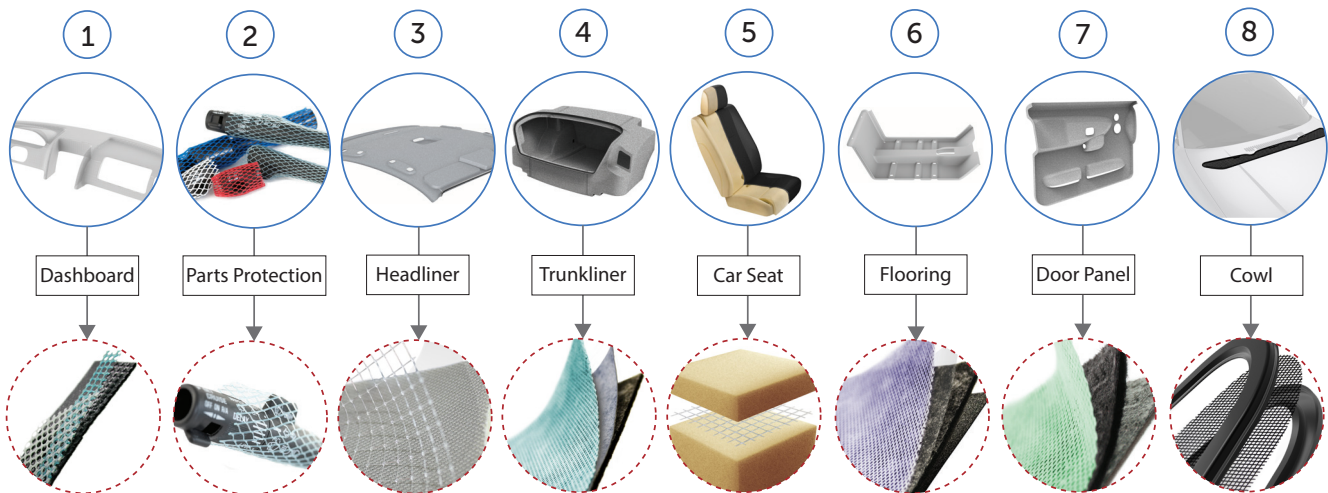 1
2
3
4
5
6
7
8
Dashboard
Parts Protection
Headliner
Trunkliner
Car Seat
Flooring
Door Panel
Cowl